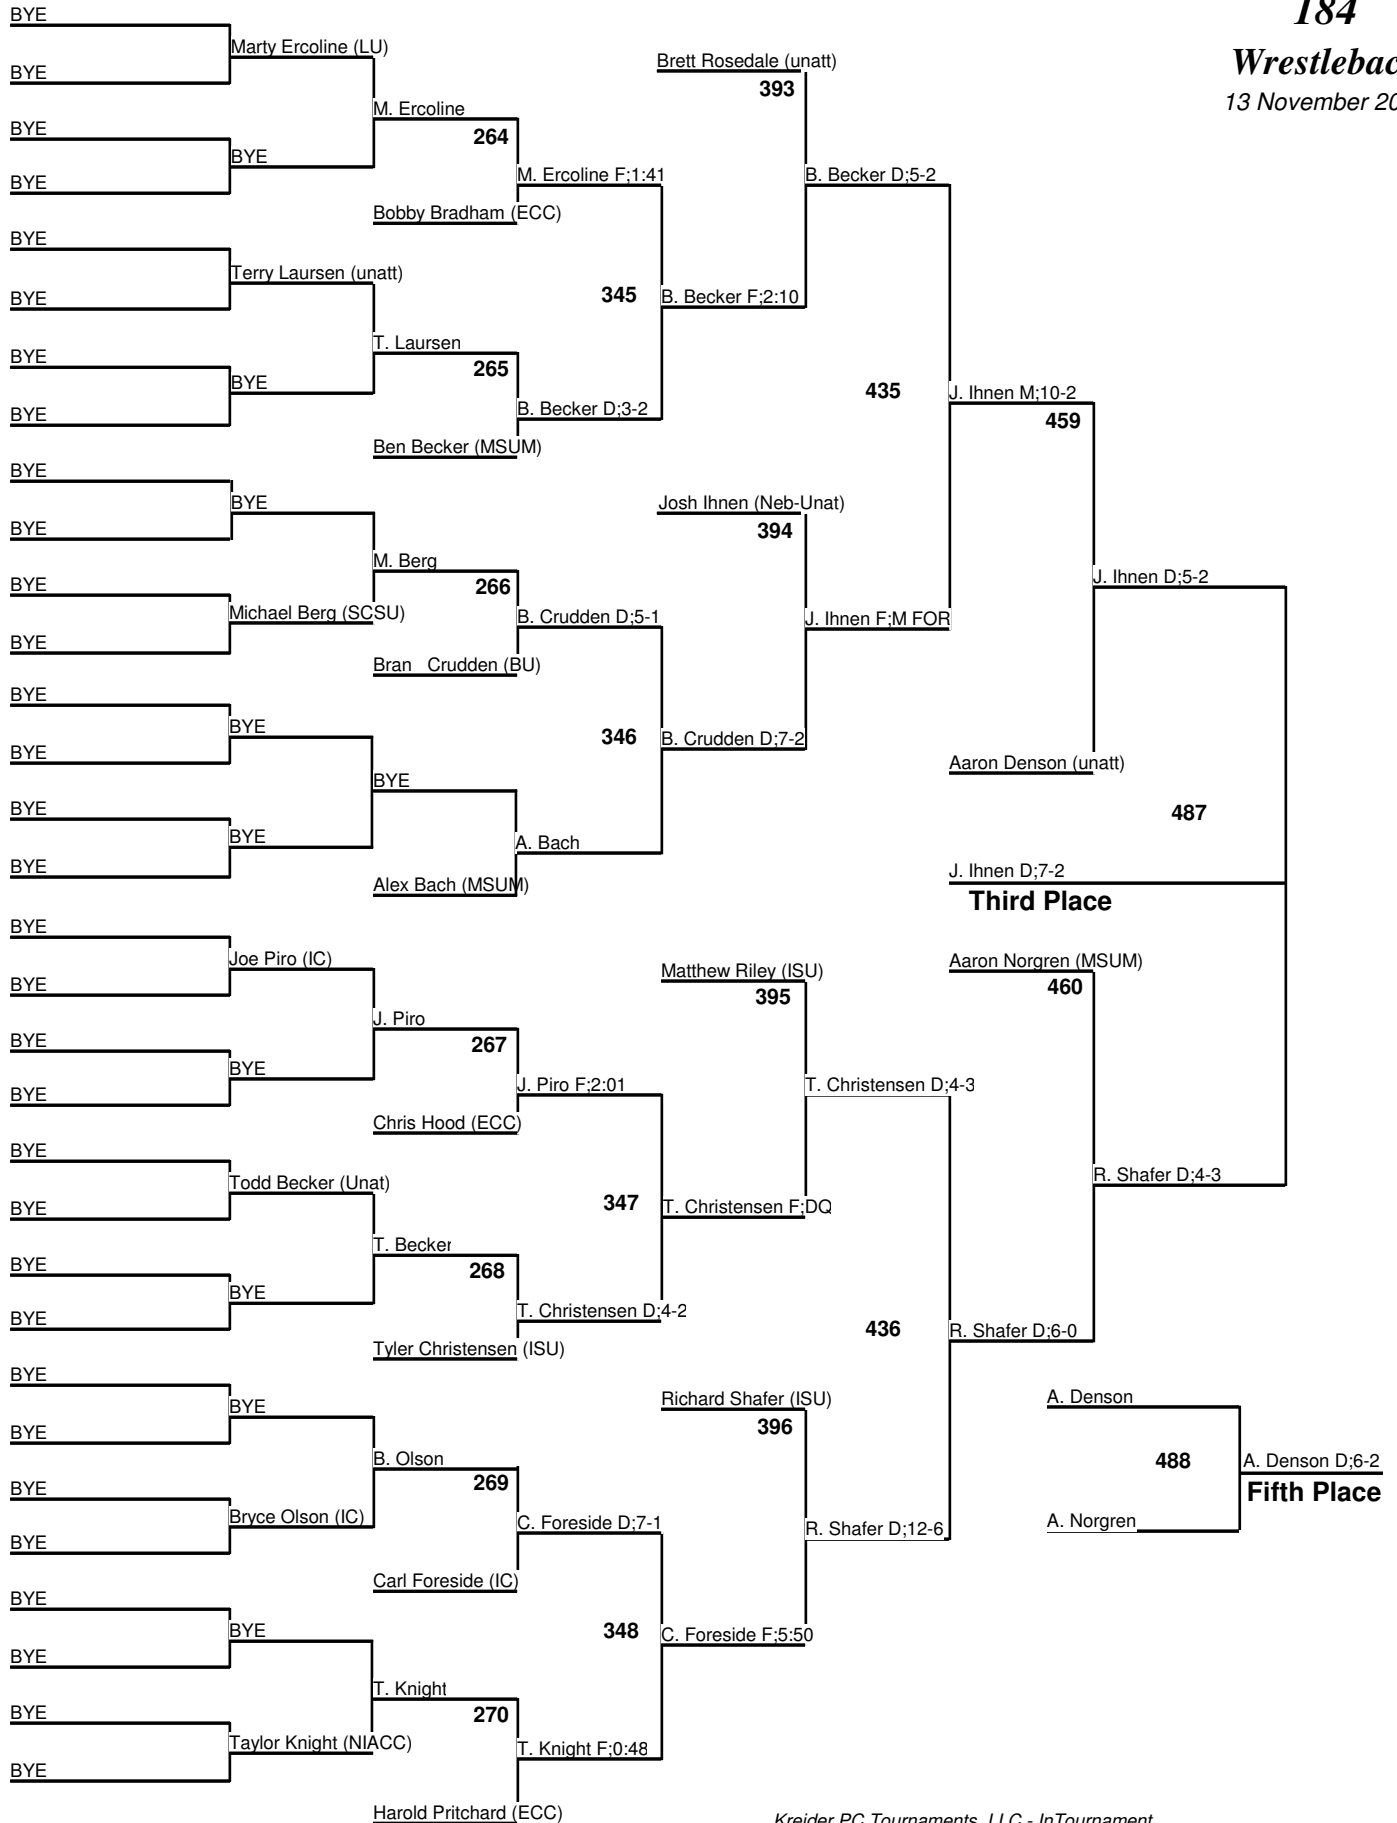 184
Wrestlebac
13 November 20
BYE
Marty Ercoline (LU)
BYE
M. Ercoline
264
BYE
BYE
BYE
M. Ercoline F;1:41
Bobby Bradham (ECC)
Brett Rosedale (unatt)
393
B. Becker D;5-2
BYE
Terry Laursen (unatt)
BYE
345
B. Becker F;2:10
T. Laursen
265
BYE
BYE
BYE
B. Becker D;3-2
Ben Becker (MSUM)
435
J. Ihnen M;10-2
459
BYE
BYE
BYE
Josh Ihnen (Neb-Unat)
394
M. Berg
266
BYE
Michael Berg (SCSU)
BYE
B. Crudden D;5-1
J. Ihnen F;M FOR
Bran Crudden (BU)
J. Ihnen D;5-2
BYE
BYE
BYE
346
B. Crudden D;7-2
BYE
BYE
BYE
BYE
A. Bach
Alex Bach (MSUM)
Aaron Denson (unatt)
487
J. Ihnen D;7-2
Third Place
BYE
Joe Piro (IC)
BYE
Matthew Riley (ISU)
395
Aaron Norgren (MSUM)
460
J. Piro
267
BYE
BYE
BYE
J. Piro F;2:01
T. Christensen D;4-3
Chris Hood (ECC)
BYE
Todd Becker (Unat)
BYE
347
T. Christensen F;DQ
R. Shafer D;4-3
T. Becker
268
BYE
BYE
BYE
T. Christensen D;4-2
Tyler Christensen (ISU)
436
R. Shafer D;6-0
BYE
BYE
BYE
Richard Shafer (ISU)
396
A. Denson
B. Olson
269
488
A. Denson D;6-2
Fifth Place
BYE
Bryce Olson (IC)
BYE
C. Foreside D;7-1
R. Shafer D;12-6
A. Norgren
Carl Foreside (IC)
BYE
BYE
BYE
348
C. Foreside F;5:50
T. Knight
270
BYE
Taylor Knight (NIACC)
BYE
T. Knight F;0:48
Harold Pritchard (ECC)
Kreider PC Tournaments, LLC - InTournament